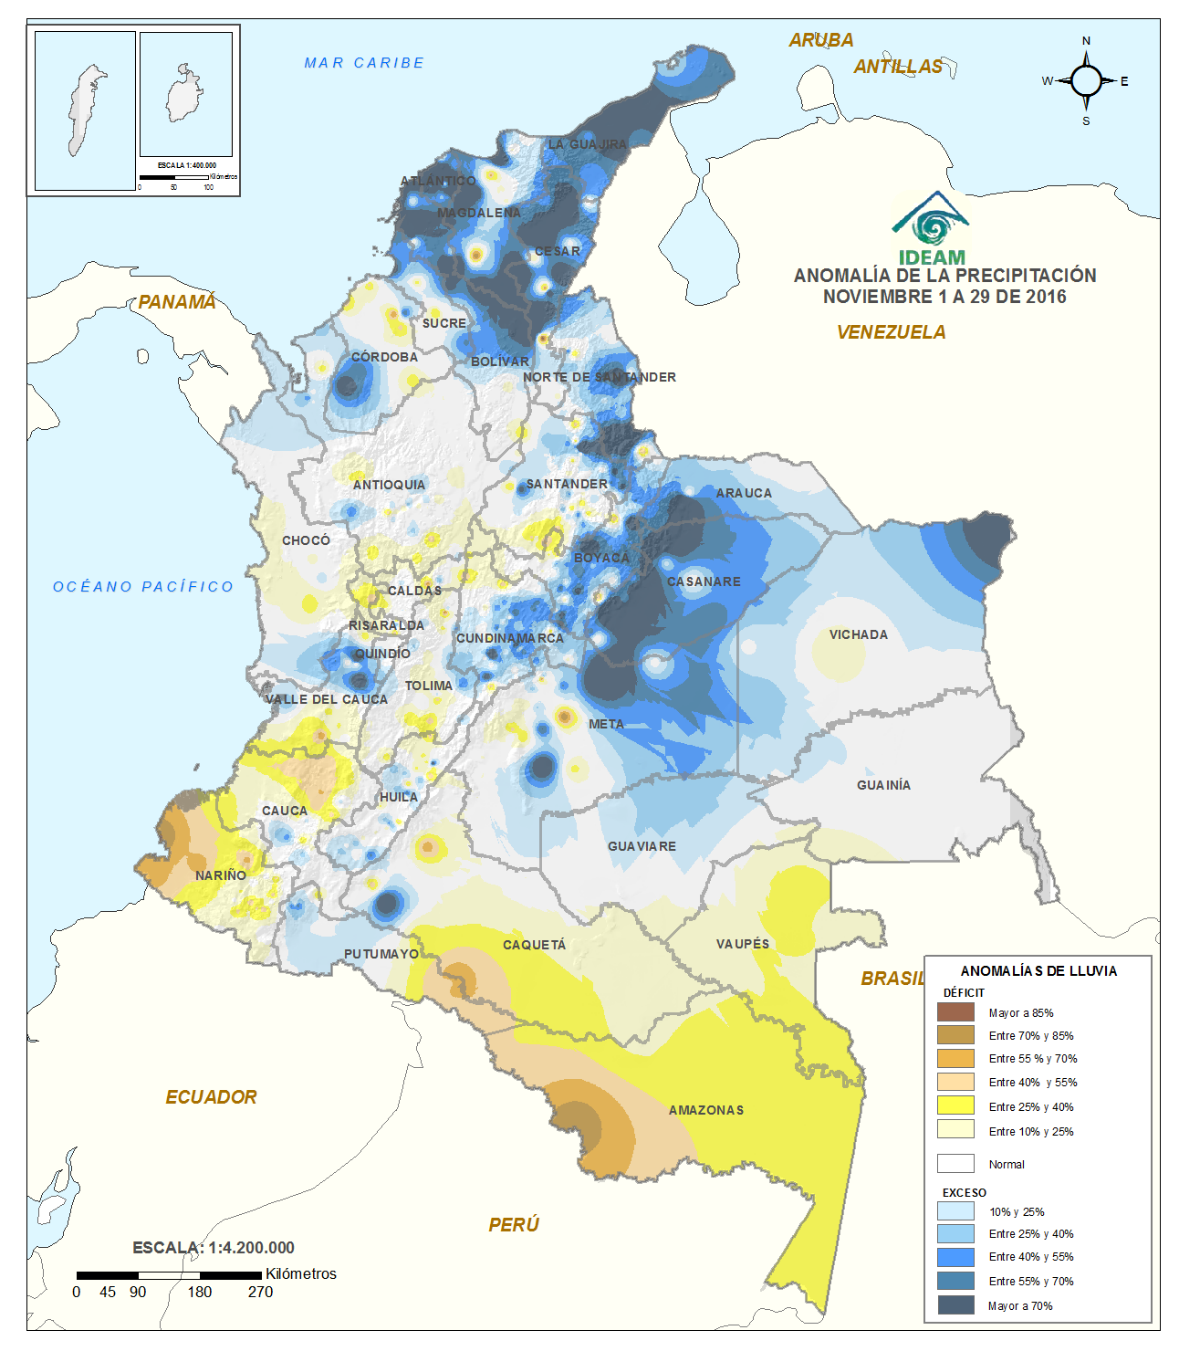 ARUBA
ANTILLAS
MAR CARIBE
N
W
E
S
ESCALA 1:400.000
Kilómetros
0 50 100
LA GUAJIRA
ATLÁNTICO
MAGDALENA
CESAR
IDEAM
ANOMALÍA DE LA PRECIPITACIÓN
NOVIEMBRE 1 A 29 DE 2016
PANAMÁ
VENEZUELA
SUCRE
CÓRDOBA
BOLÍVAR
NORTE DE SANTANDER
ANTIOQUIA
SANTANDER
ARAUCA
CHOCÓ
BOYACÁ
OCÉANO PACÍFICO
CALDAS
CASANARE
RISARALDA
CUNDINAMARCA
VICHADA
QUINDÍO
TOLIMA
VALLE DEL CAUCA
META
GUAINÍA
HUILA
CAUCA
GUAVIARE
NARIÑO
CAQUETÁ
VAUPÉS
PUTUMAYO
BRASIL
ECUADOR
AMAZONAS
PERÚ
ANOMALÍAS DE LLUVIA
DÉFICIT
Mayor a 85%
Entre 70% y 85%
Entre 55 % y 70%
Entre 40% y 55%
Entre 25% y 40%
Entre 10% y 25%
Normal
EXCESO
10% y 25%
Entre 25% y 40%
Entre 40% y 55%
Entre 55% y 70%
Mayor a 70%
ESCALA: 1:4.200.000
Kilómetros
0 45 90 180 270